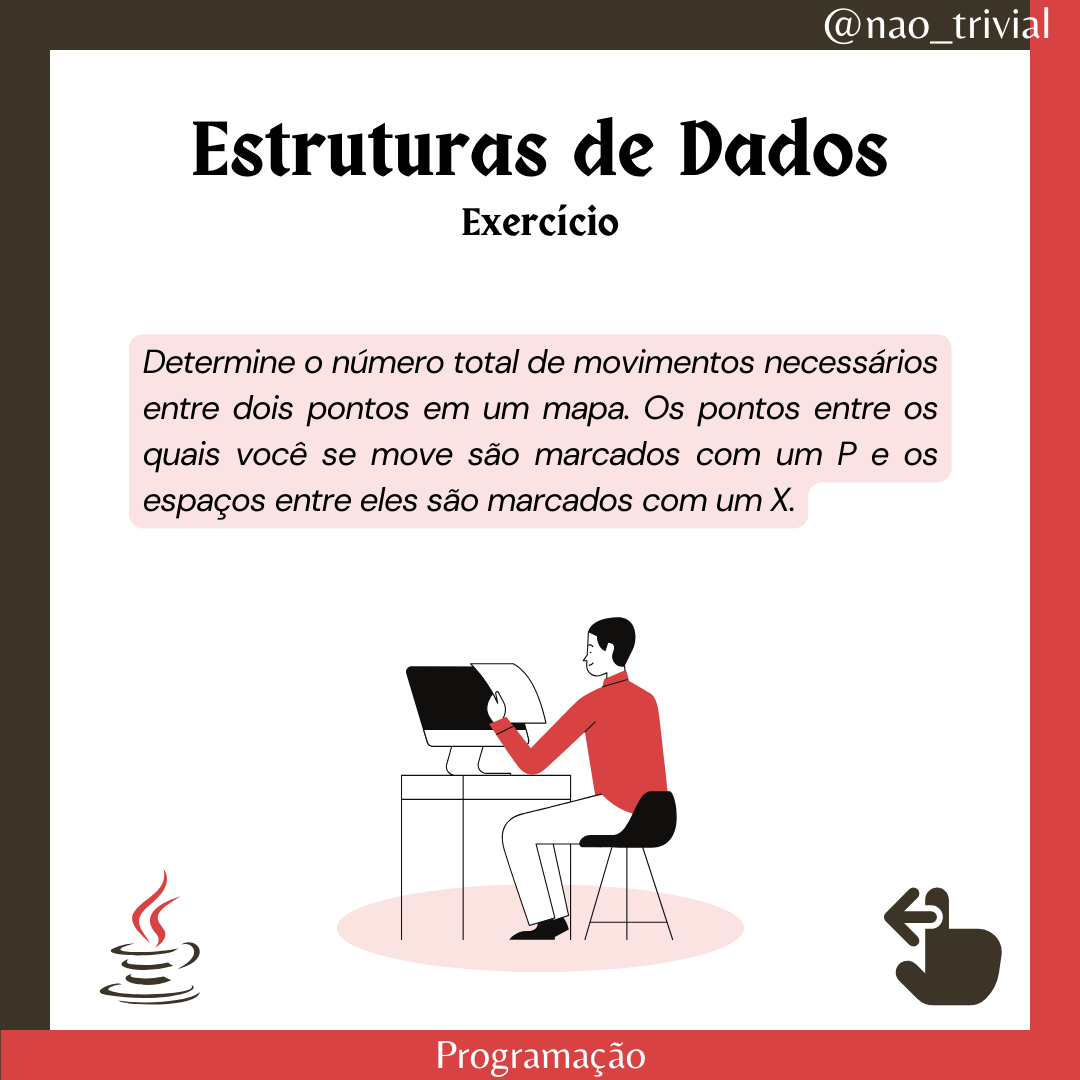 @nao_trivial
Estruturas de Dados
Exercício
Determine o número total de movimentos necessários
entre dois pontos em um mapa. Os pontos entre os
quais você se move são marcados com um P e os
espaços entre eles são marcados com um X.
Programação